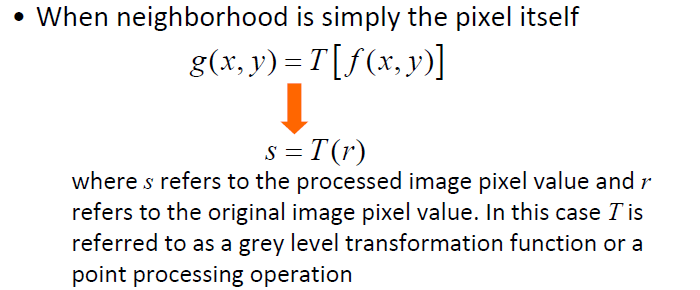 • When neighborhood is simply the pixel itself
g(x, y) = T[f(x, y)]
s = T(r)
where s refers to the processed image pixel value and r
refers to the original image pixel value. In this case T is
referred to as a grey level transformation function or a
point processing operation